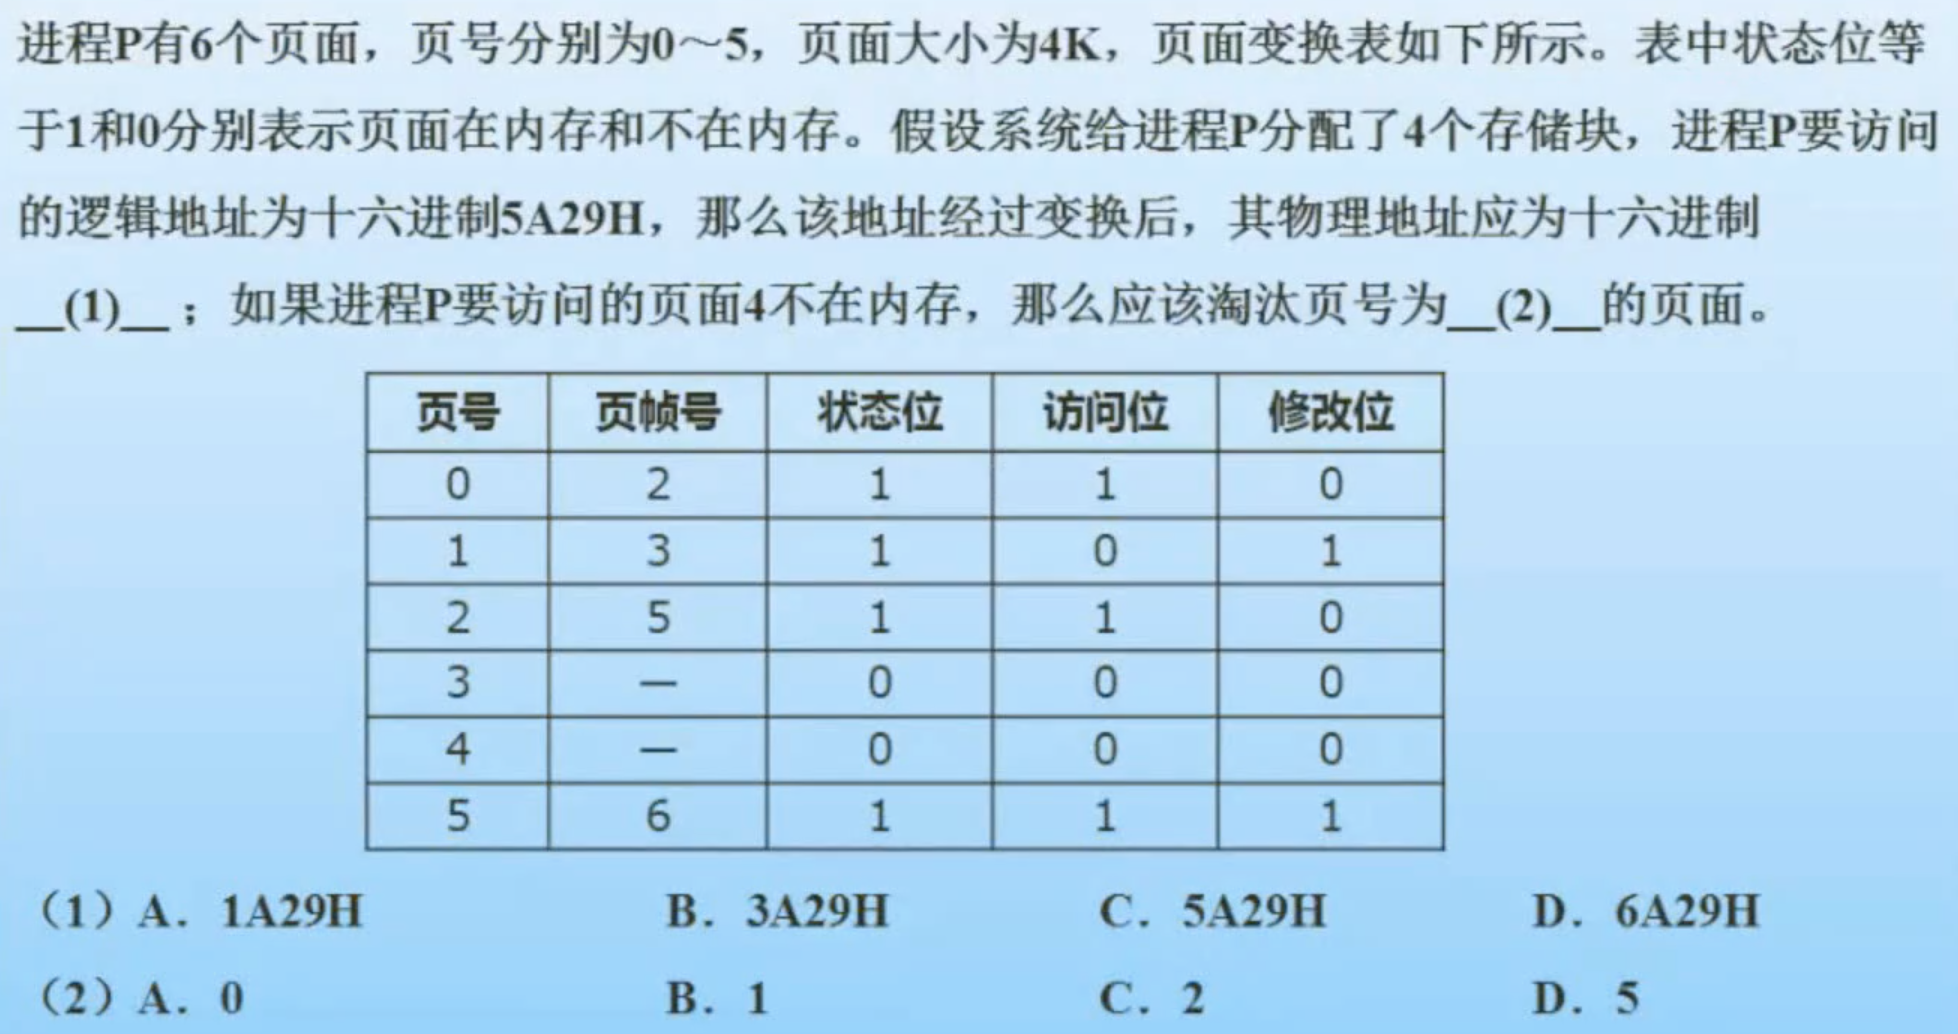 进程P有6个页面，页号分别为0～5，页面大小为4K，页面变换表如下所示。表中状态位等
于1和0分别表示页面在内存和不在内存。假设系统给进程P分配了4个存储块，进程P要访问
的逻辑地址为十六进制5A29H，那么该地址经过变换后，其物理地址应为十六进制
__(1)__；如果进程P要访问的页面4不在内存，那么应该淘汰页号为__(2)__的页面。
页号 页帧号 状态位 访问位 修改位
0 2 1 1 0
1 3 1 0 1
2 5 1 1 0
3 — 0 0 0
4 — 0 0 0
5 6 1 1 1
（1）A．1A29H B．3A29H C．5A29H D．6A29H
（2）A．0 B．1 C．2 D．5